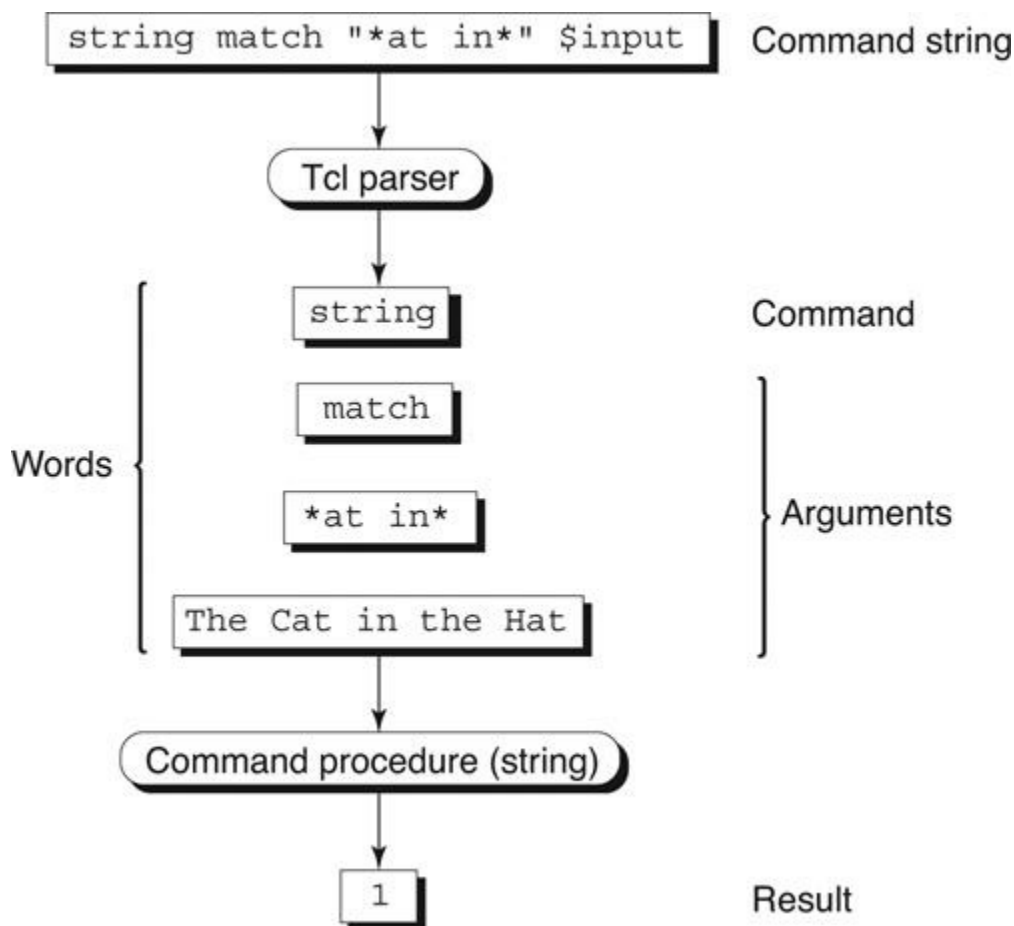 string match "*at in*" $input
Command string
Tcl parser
string
Command
match
Words
*at in*
Arguments
The Cat in the Hat
Command procedure (string)
1
Result